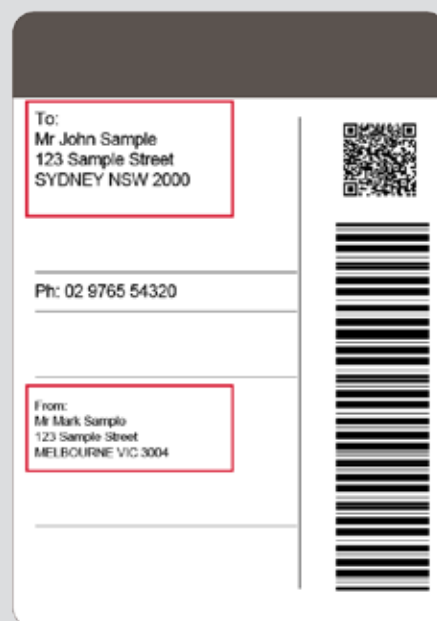 To:
Mr John Sample
123 Sample Street
SYDNEY NSW 2000
Ph: 02 9765 54320
From:
Mr Mark Sample
123 Sample Street
MELBOURNE VIC 3004